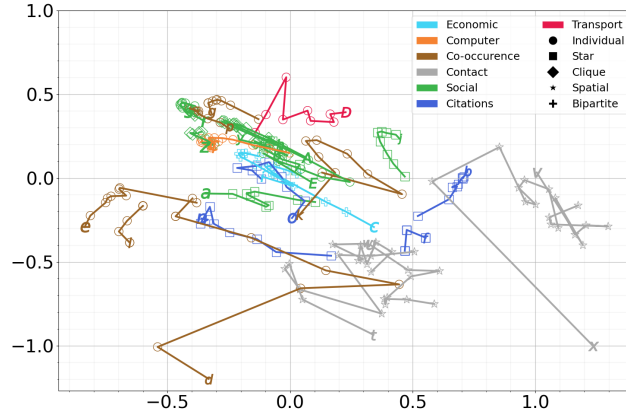 1.0
0.5
0.0
−0.5
−1.0
−0.5
0.0
0.5
1.0
Economic
Computer
Co-occurence
Contact
Social
Citations
Transport
Individual
Star
Clique
Spatial
Bipartite
D
J
b
K
E
a
e
c
t
x
d